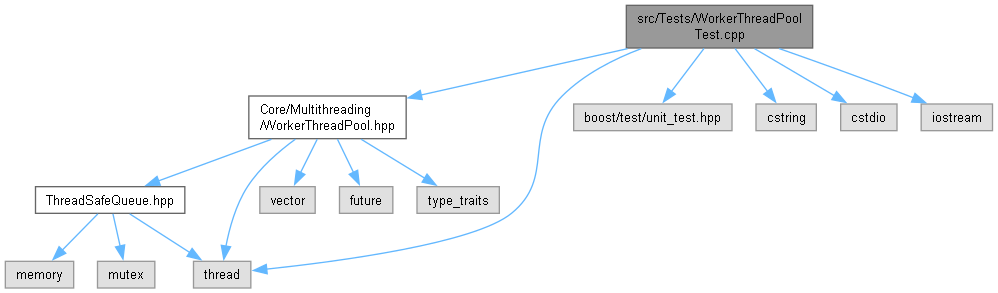 src/Tests/WorkerThreadPool
Test.cpp
Core/Multithreading
/WorkerThreadPool.hpp
boost/test/unit_test.hpp
cstring
cstdio
iostream
ThreadSafeQueue.hpp
vector
future
type_traits
memory
mutex
thread